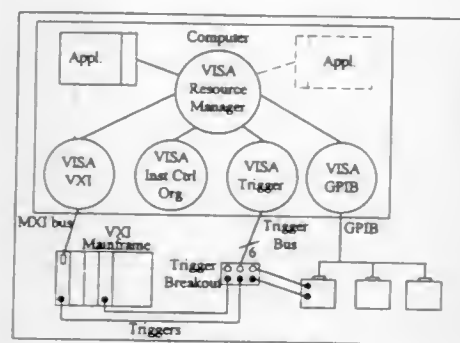 Computer
Appl.
Appl.
VISA
Resource
Manager
VISA
VXI
VISA
Inst Ctrl
Org
VISA
Trigger
VISA
GPIB
MXI bus
VXI
Mainframe
Trigger
Bus
6
GPIB
Trigger
Breakout
Triggers